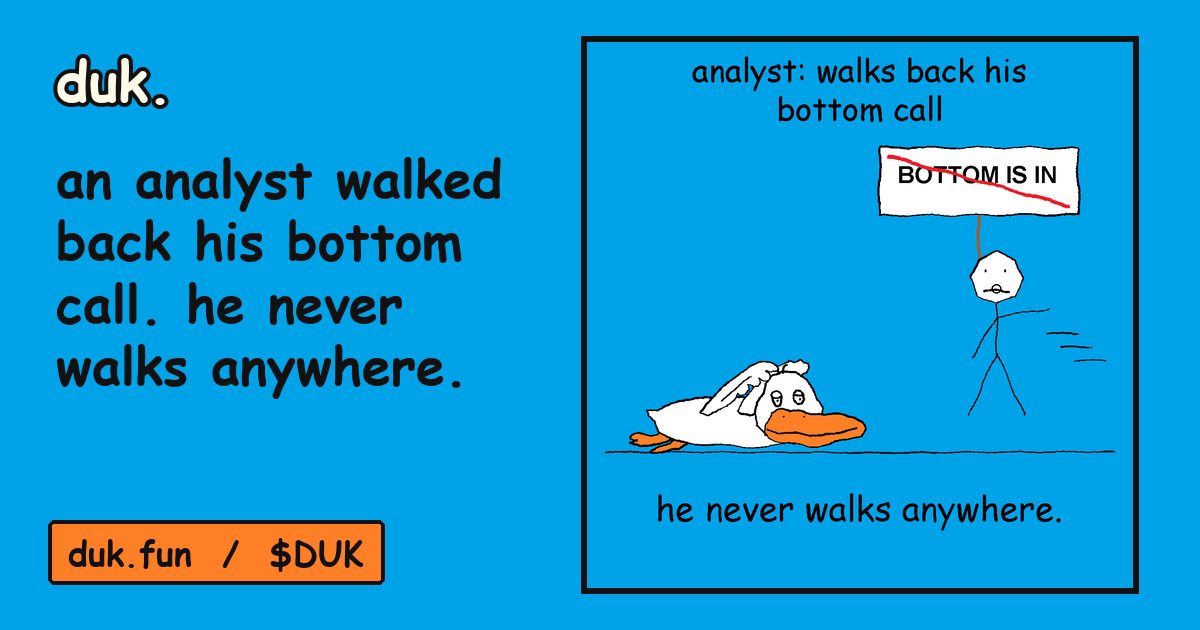 duk.
an analyst walked
back his bottom
call. he never
walks anywhere.
duk.fun / $DUK
analyst: walks back his
bottom call
BOTTOM IS IN
he never walks anywhere.